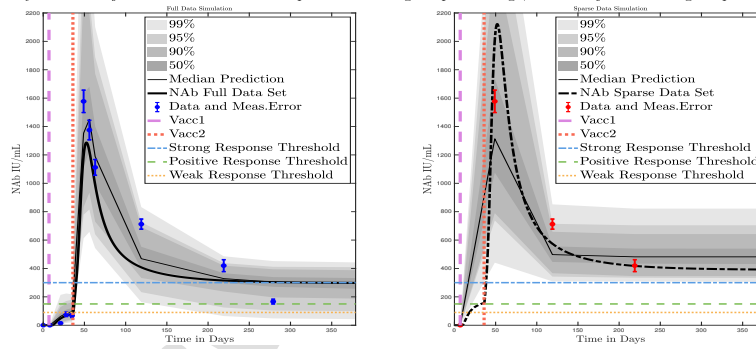 Full Data Simulation
99%
95%
90%
50%
Median Prediction
NAb Full Data Set
Data and Meas.Error
Vacc1
Vacc2
Strong Response Threshold
Positive Response Threshold
Weak Response Threshold
NAb IU/mL
2200
2000
1800
1600
1400
1200
1000
800
600
400
200
0
0 50 100 150 200 250 300 350
Time in Days
Sparse Data Simulation
99%
95%
90%
50%
Median Prediction
NAb Sparse Data Set
Data and Meas.Error
Vacc1
Vacc2
Strong Response Threshold
Positive Response Threshold
Weak Response Threshold
NAb IU/mL
2200
2000
1800
1600
1400
1200
1000
800
600
400
200
0
0 50 100 150 200 250 300 350
Time in Days